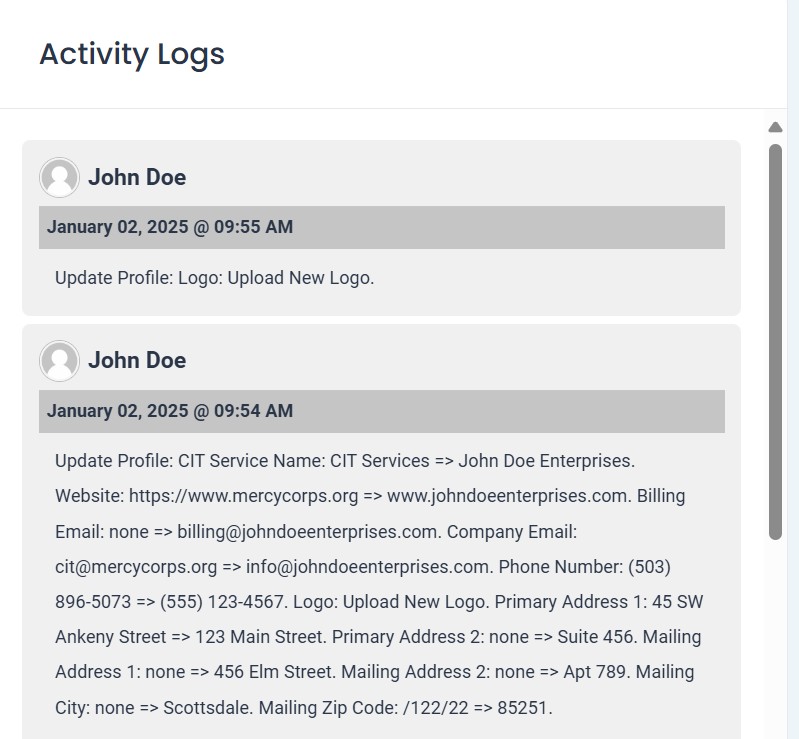 Activity Logs
John Doe
January 02, 2025 @ 09:55 AM
Update Profile: Logo: Upload New Logo.
John Doe
January 02, 2025 @ 09:54 AM
Update Profile: CIT Service Name: CIT Services => John Doe Enterprises.
Website: https://www.mercycorps.org => www.johndoeenterprises.com. Billing
Email: none => billing@johndoeenterprises.com. Company Email:
cit@mercycorps.org => info@johndoeenterprises.com. Phone Number: (503)
896-5073 => (555) 123-4567. Logo: Upload New Logo. Primary Address 1: 45 SW
Ankeny Street => 123 Main Street. Primary Address 2: none => Suite 456. Mailing
Address 1: none => 456 Elm Street. Mailing Address 2: none => Apt 789. Mailing
City: none => Scottsdale. Mailing Zip Code: /122/22 => 85251.